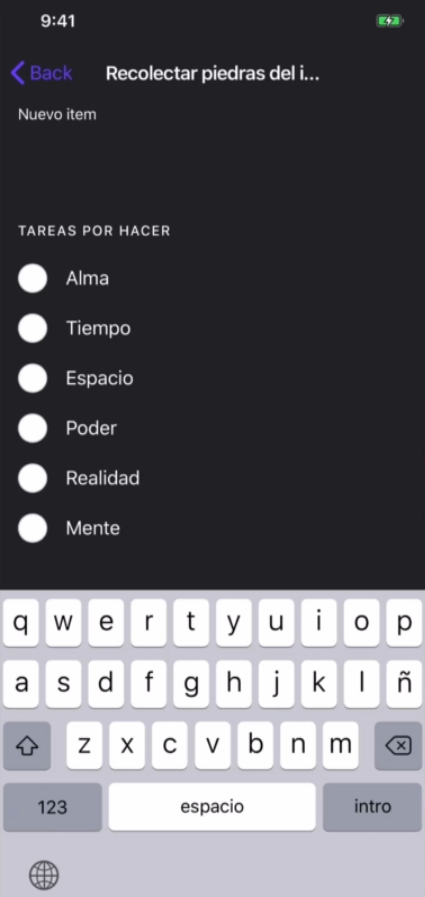 9:41
Back Recolectar piedras del i...
Nuevo item
TAREAS POR HACER
Alma
Tiempo
Espacio
Poder
Realidad
Mente
q w e r t y u i o p
a s d f g h j k l ñ
z x c v b n m
123 espacio intro